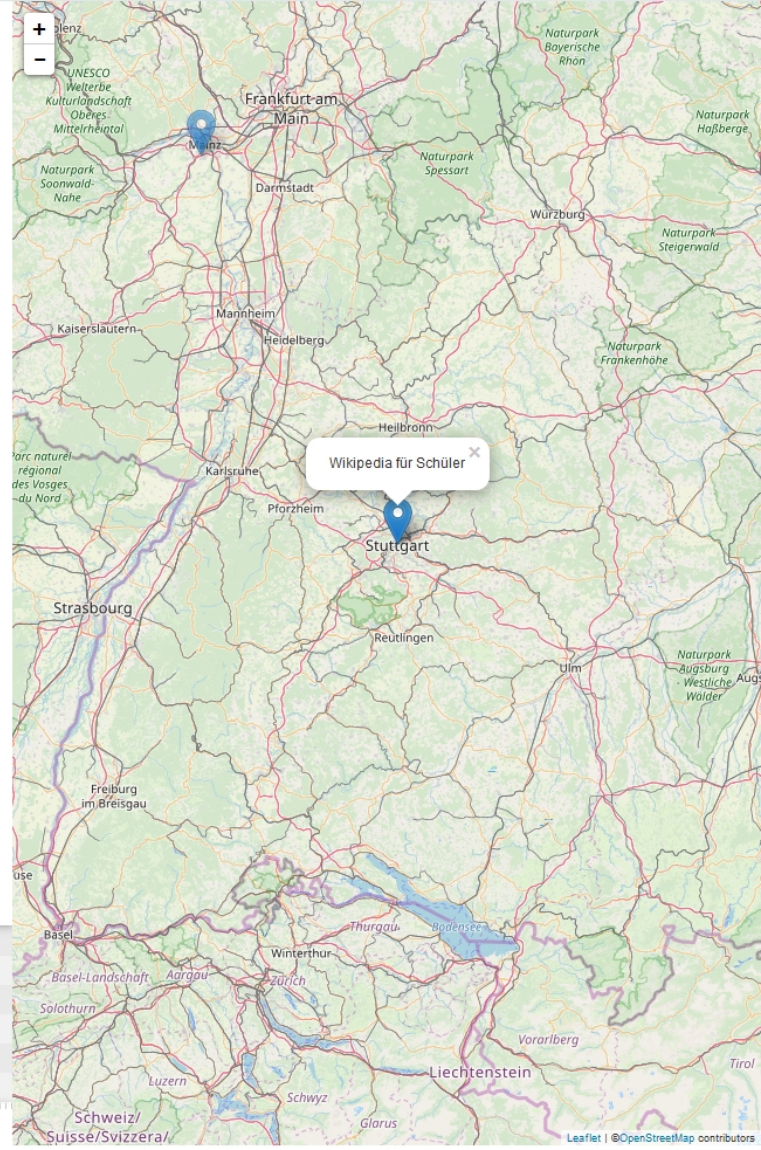 +
−
UNESCO
Welterbe
Kulturlandschaft
Oberes
Mittelrheintal
Naturpark
Bayerische
Rhön
Frankfurt am
Main
Naturpark
Haßberge
Mainz
Naturpark
Soonwald-
Nahe
Naturpark
Spessart
Darmstadt
Würzburg
Naturpark
Steigerwald
Mannheim
Kaiserslautern
Heidelberg
Naturpark
Frankenhöhe
Heilbronn
Parc naturel
régional
des Vosges
du Nord
Karlsruhe
Wikipedia für Schüler
×
Pforzheim
Stuttgart
Strasbourg
Reutlingen
Ulm
Naturpark
Augsburg
- Westliche
Wälder
Augs
Freiburg
im Breisgau
use
Basel
Thurgau
Bodensee
Winterthur
Basel-Landschaft
Aargau
Zürich
Solothurn
Vorarlberg
Tirol
Liechtenstein
Luzern
Schwyz
Glarus
Schweiz/
Suisse/Svizzera/
Leaflet | ©OpenStreetMap contributors